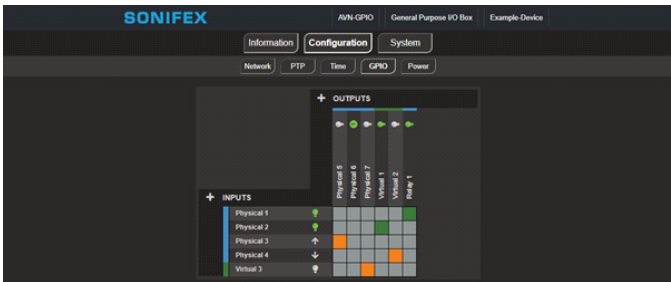 SONIFEX AVN-GPIO General Purpose I/O Box Example-Device
Information Configuration System
Network PTP Time GPIO Power
+ OUTPUTS
Physical 5
Physical 6
Physical 7
Virtual 1
Virtual 2
Relay 1
+ INPUTS
Physical 1
Physical 2
Physical 3
Physical 4
Virtual 3